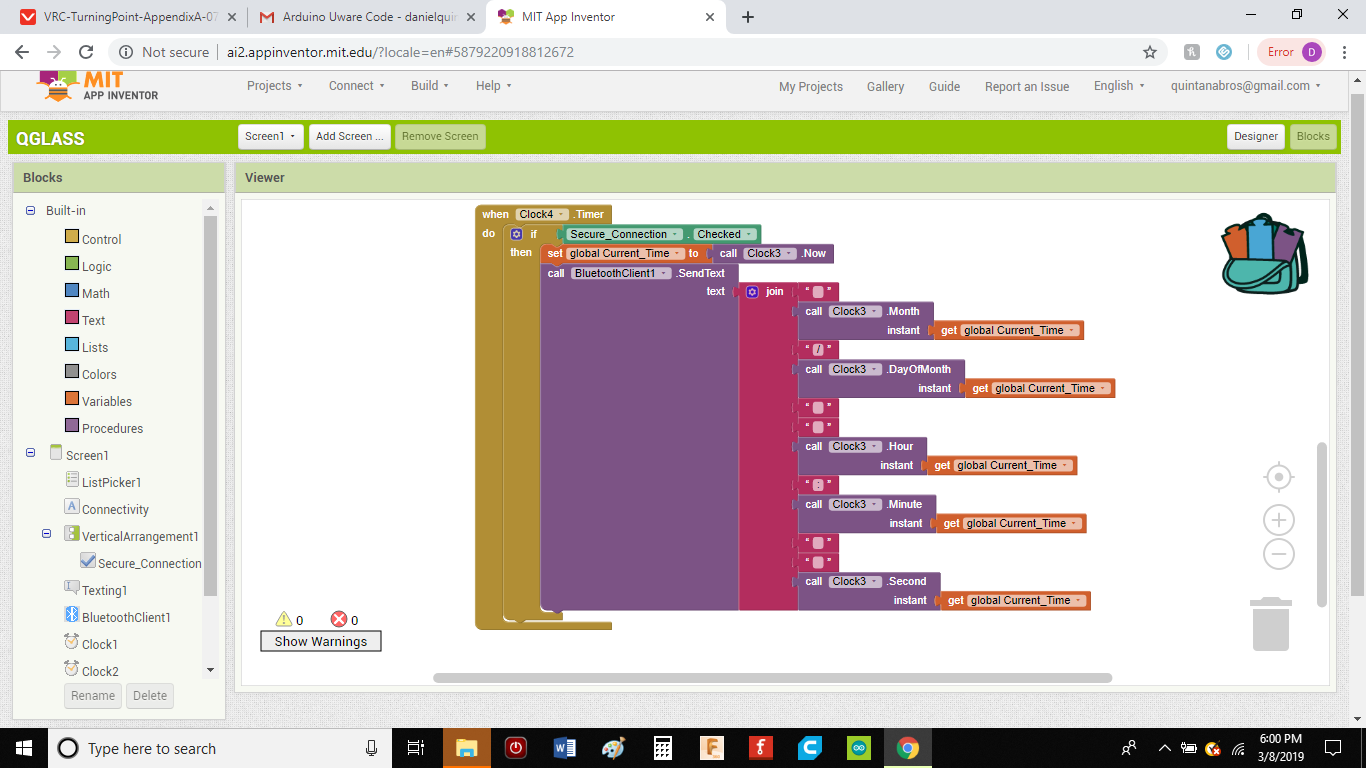 VRC-TurningPoint-AppendixA-07
Arduino Uware Code - danielquin
MIT App Inventor
Not secure
ai2.appinventor.mit.edu/?locale=en#5879220918812672
Error
D
MIT
APP INVENTOR
Projects
Connect
Build
Help
My Projects
Gallery
Guide
Report an Issue
English
quintanabros@gmail.com
QGLASS
Screen1
Add Screen ...
Remove Screen
Designer
Blocks
Blocks
Viewer
Built-in
Control
Logic
Math
Text
Lists
Colors
Variables
Procedures
Screen1
ListPicker1
Connectivity
VerticalArrangement1
Secure_Connection
Texting1
BluetoothClient1
Clock1
Clock2
Rename
Delete
when Clock4 .Timer
do if Secure_Connection . Checked
then set global Current_Time to call Clock3 .Now
call BluetoothClient1 .SendText
text join " "
call Clock3 .Month
instant get global Current_Time
" / "
call Clock3 .DayOfMonth
instant get global Current_Time
" "
" "
call Clock3 .Hour
instant get global Current_Time
" : "
call Clock3 .Minute
instant get global Current_Time
" "
" "
call Clock3 .Second
instant get global Current_Time
0 0
Show Warnings
Type here to search
6:00 PM
3/8/2019